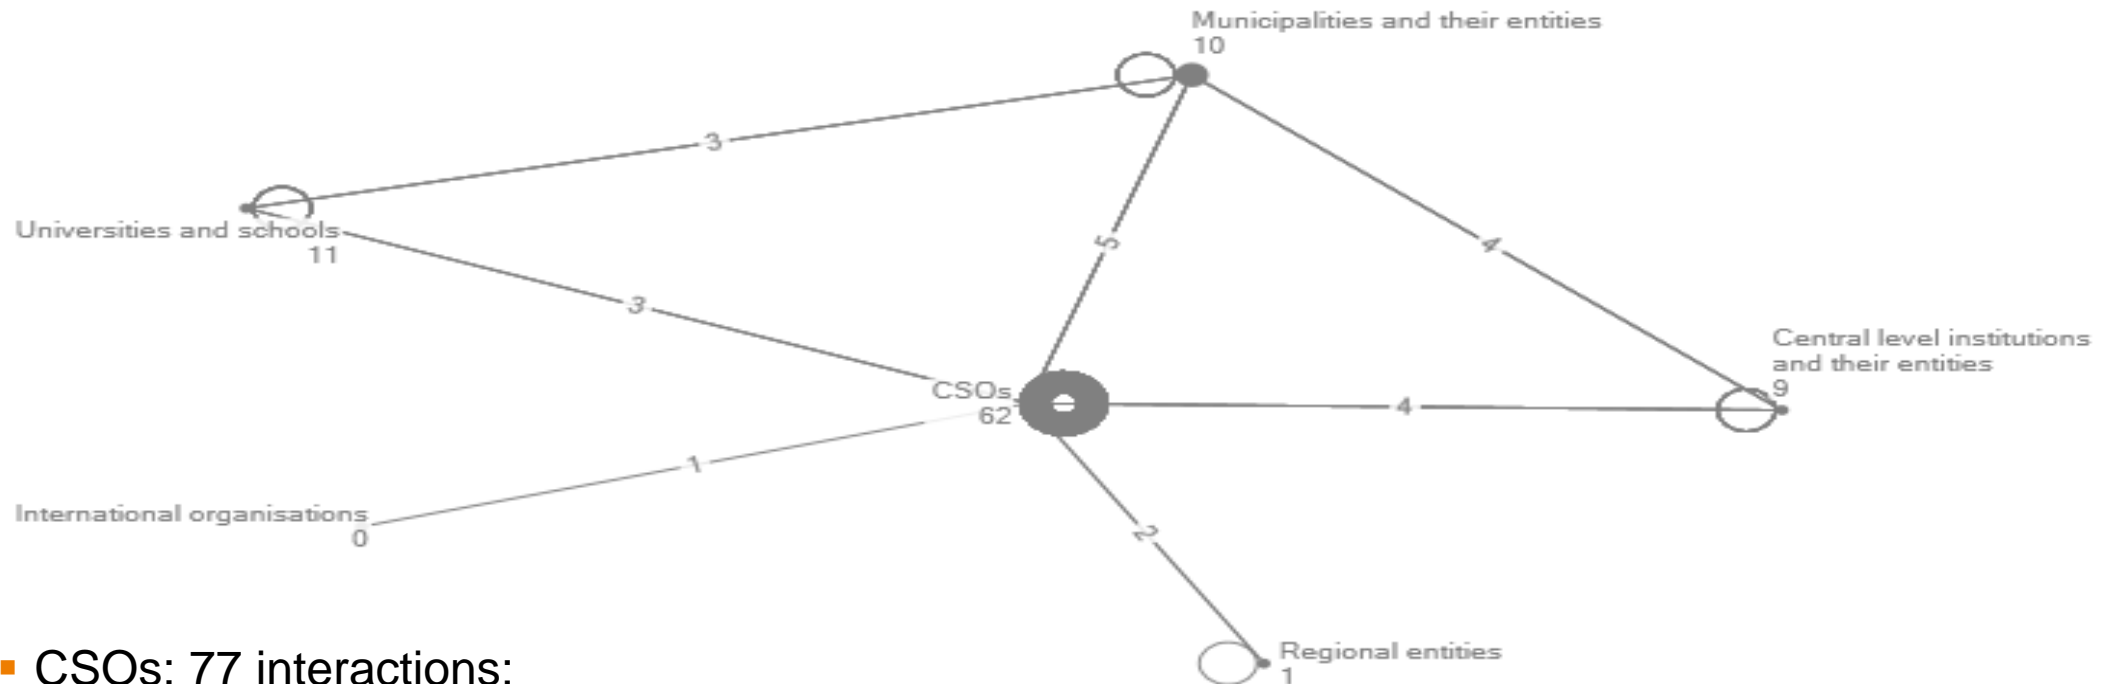 Municipalities and their entities
10
3
Universities and schools
11
5
4
3
Central level institutions
and their entities
9
CSOs
62
4
1
International organisations
0
2
Regional entities
1
▪ CSOs: 77 interactions: